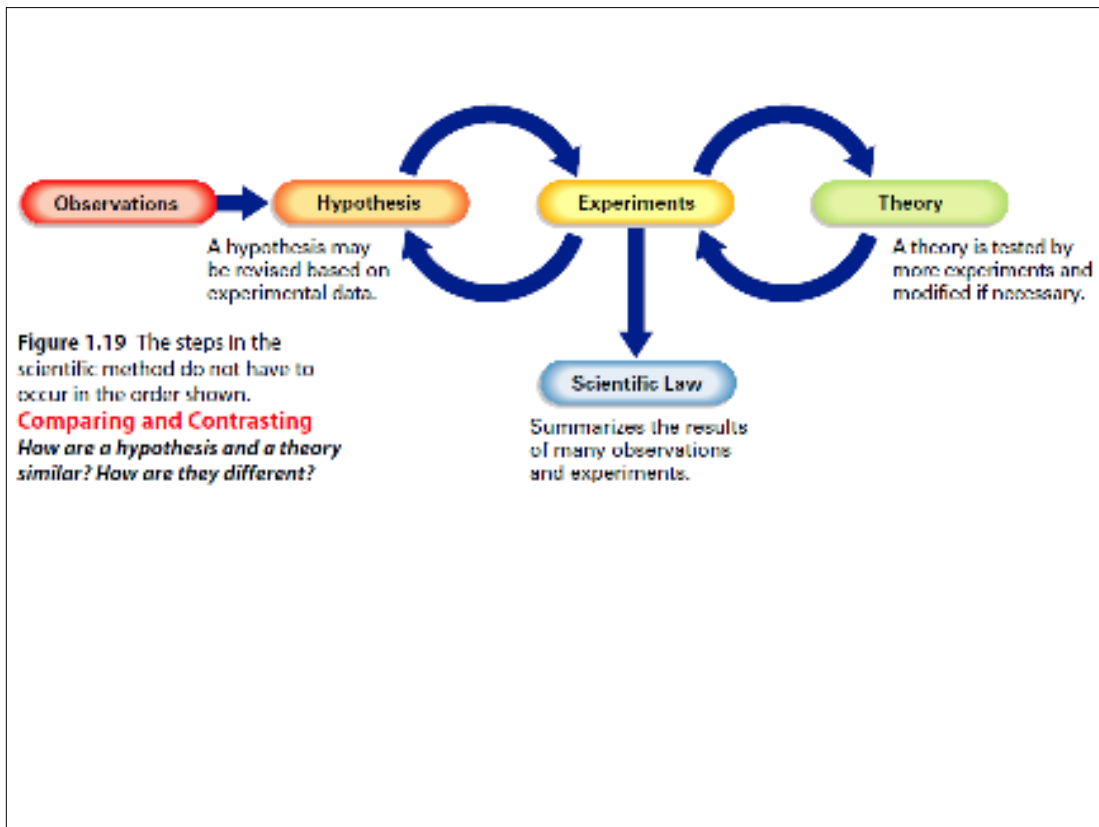 Observations
Hypothesis
Experiments
Theory
A hypothesis may
be revised based on
experimental data.
A theory is tested by
more experiments and
modified if necessary.
Figure 1.19 The steps in the
scientific method do not have to
occur in the order shown.
Comparing and Contrasting
How are a hypothesis and a theory
similar? How are they different?
Scientific Law
Summarizes the results
of many observations
and experiments.